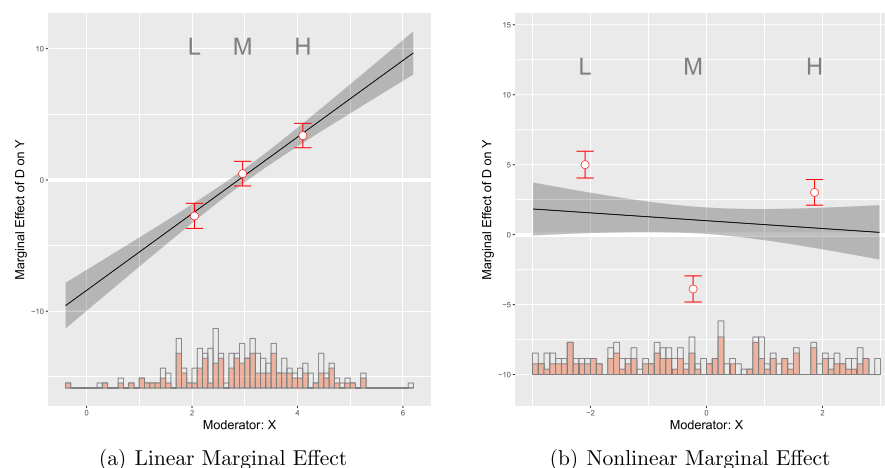 L M H
10
0
−10
Marginal Effect of D on Y
0 2 4 6
Moderator: X
(a) Linear Marginal Effect
L M H
15
10
5
0
−5
−10
Marginal Effect of D on Y
−2 0 2
Moderator: X
(b) Nonlinear Marginal Effect